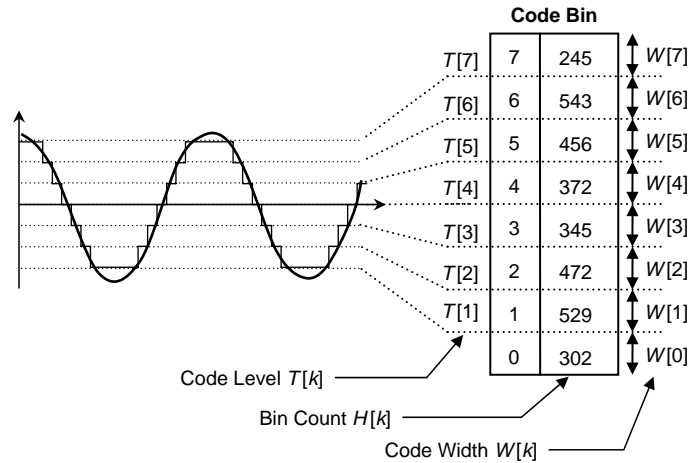 Code Bin
T[7] 7 245 W[7]
T[6] 6 543 W[6]
T[5] 5 456 W[5]
T[4] 4 372 W[4]
T[3] 3 345 W[3]
T[2] 2 472 W[2]
T[1] 1 529 W[1]
0 302 W[0]
Code Level T[k]
Bin Count H[k]
Code Width W[k]